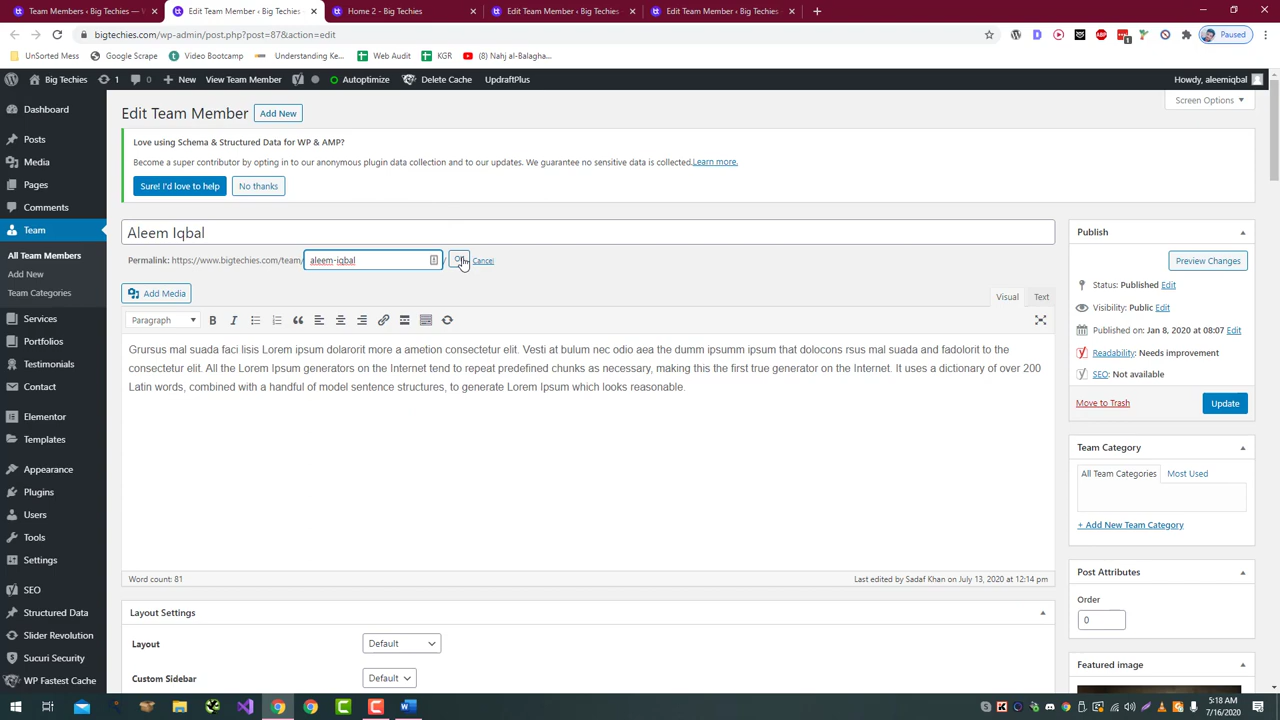 Team Members ‹ Big Techies — W
Edit Team Member ‹ Big Techies
Home 2 - Big Techies
Edit Team Member ‹ Big Techies
Edit Team Member ‹ Big Techies
bigtechies.com/wp-admin/post.php?post=87&action=edit
Paused
UnSorted Mess
Google Scrape
Video Bootcamp
Understanding Ke...
Web Audit
KGR
(8) Nahj al-Balagha...
Big Techies
1
0
New
View Team Member
Autoptimize
Delete Cache
UpdraftPlus
Howdy, aleemiqbal
Dashboard
Posts
Media
Pages
Comments
Team
All Team Members
Add New
Team Categories
Services
Portfolios
Testimonials
Contact
Elementor
Templates
Appearance
Plugins
Users
Tools
Settings
SEO
Structured Data
Slider Revolution
Sucuri Security
WP Fastest Cache
Screen Options
Edit Team Member
Add New
Love using Schema & Structured Data for WP & AMP?
Become a super contributor by opting in to our anonymous plugin data collection and to our updates. We guarantee no sensitive data is collected.Learn more.
Sure! I'd love to help
No thanks
Aleem Iqbal
Permalink: https://www.bigtechies.com/team/ aleem-iqbal / Cancel
Add Media
Visual
Text
Paragraph
B
I
Grursus mal suada faci lisis Lorem ipsum dolarorit more a ametion consectetur elit. Vesti at bulum nec odio aea the dumm ipsumm ipsum that dolocons rsus mal suada and fadolorit to the
consectetur elit. All the Lorem Ipsum generators on the Internet tend to repeat predefined chunks as necessary, making this the first true generator on the Internet. It uses a dictionary of over 200
Latin words, combined with a handful of model sentence structures, to generate Lorem Ipsum which looks reasonable.
Word count: 81
Last edited by Sadaf Khan on July 13, 2020 at 12:14 pm
Layout Settings
Layout
Default
Custom Sidebar
Default
Publish
Preview Changes
Status: Published Edit
Visibility: Public Edit
Published on: Jan 8, 2020 at 08:07 Edit
Readability: Needs improvement
SEO: Not available
Move to Trash
Update
Team Category
All Team Categories
Most Used
+ Add New Team Category
Post Attributes
Order
0
Featured image
5:18 AM
7/16/2020